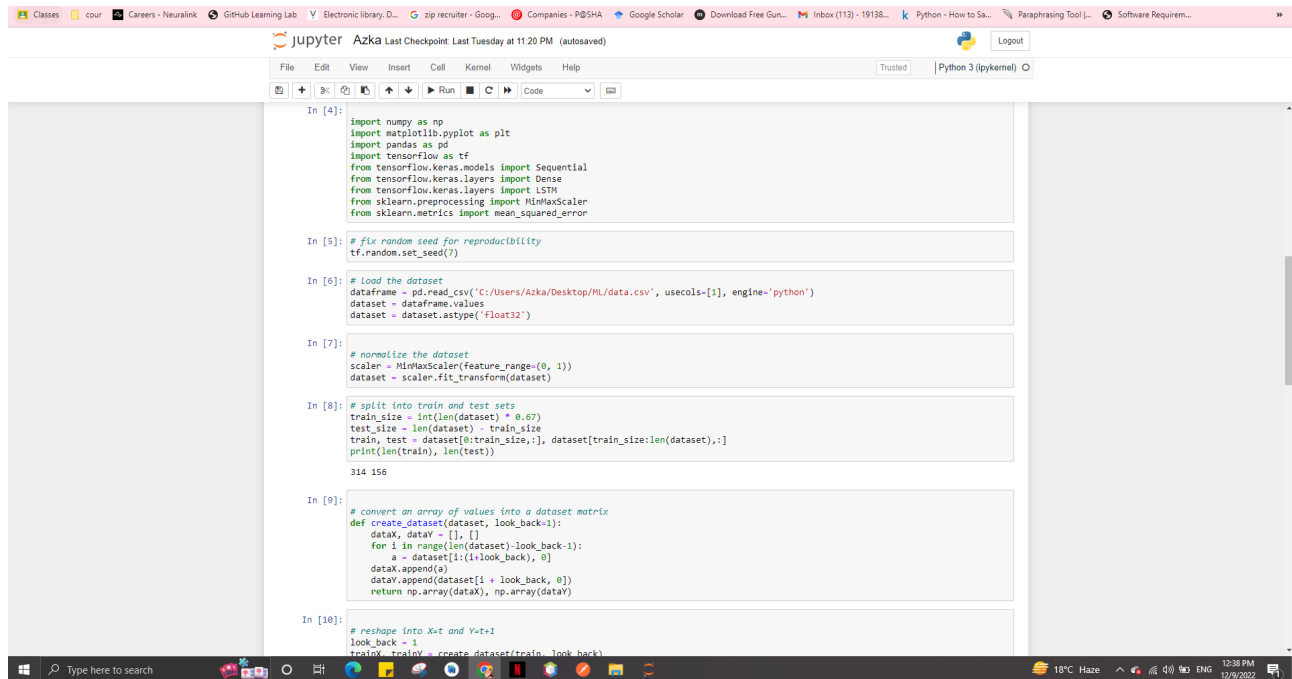 Classes cour Careers - Neuralink GitHub Learning Lab Electronic library. D... zip recruiter - Goog... Companies - P@SHA Google Scholar Download Free Gun... Inbox (113) - 19138... Python - How to Sa... Paraphrasing Tool |... Software Requirem... »
jupyter Azka Last Checkpoint: Last Tuesday at 11:20 PM (autosaved) Logout
File Edit View Insert Cell Kernel Widgets Help Trusted Python 3 (ipykernel)
Run Code
In [4]:
import numpy as np
import matplotlib.pyplot as plt
import pandas as pd
import tensorflow as tf
from tensorflow.keras.models import Sequential
from tensorflow.keras.layers import Dense
from tensorflow.keras.layers import LSTM
from sklearn.preprocessing import MinMaxScaler
from sklearn.metrics import mean_squared_error
In [5]: # fix random seed for reproducibility
tf.random.set_seed(7)
In [6]: # load the dataset
dataframe = pd.read_csv('C:/Users/Azka/Desktop/ML/data.csv', usecols=[1], engine='python')
dataset = dataframe.values
dataset = dataset.astype('float32')
In [7]:
# normalize the dataset
scaler = MinMaxScaler(feature_range=(0, 1))
dataset = scaler.fit_transform(dataset)
In [8]: # split into train and test sets
train_size = int(len(dataset) * 0.67)
test_size = len(dataset) - train_size
train, test = dataset[0:train_size,:], dataset[train_size:len(dataset),:]
print(len(train), len(test))
314 156
In [9]:
# convert an array of values into a dataset matrix
def create_dataset(dataset, look_back=1):
dataX, dataY = [], []
for i in range(len(dataset)-look_back-1):
a = dataset[i:(i+look_back), 0]
dataX.append(a)
dataY.append(dataset[i + look_back, 0])
return np.array(dataX), np.array(dataY)
In [10]:
# reshape into X=t and Y=t+1
look_back = 1
trainX, trainY = create_dataset(train, look_back)
Type here to search 18°C Haze ENG 12:38 PM
12/9/2022